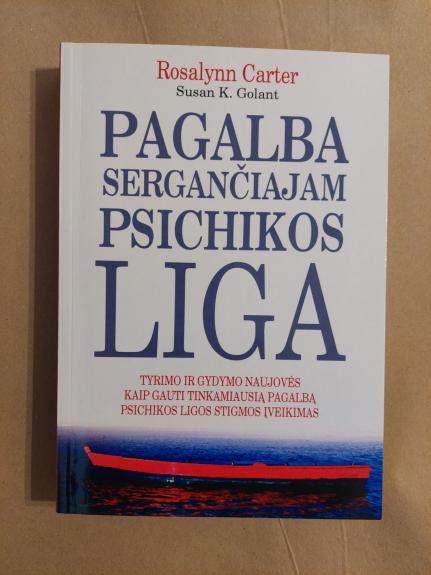 Rosalynn Carter
Susan K. Golant
PAGALBA
SERGANČIAJAM
PSICHIKOS
LIGA
TYRIMO IR GYDYMO NAUJOVĖS
KAIP GAUTI TINKAMIAUSIĄ PAGALBĄ
PSICHIKOS LIGOS STIGMOS ĮVEIKIMAS